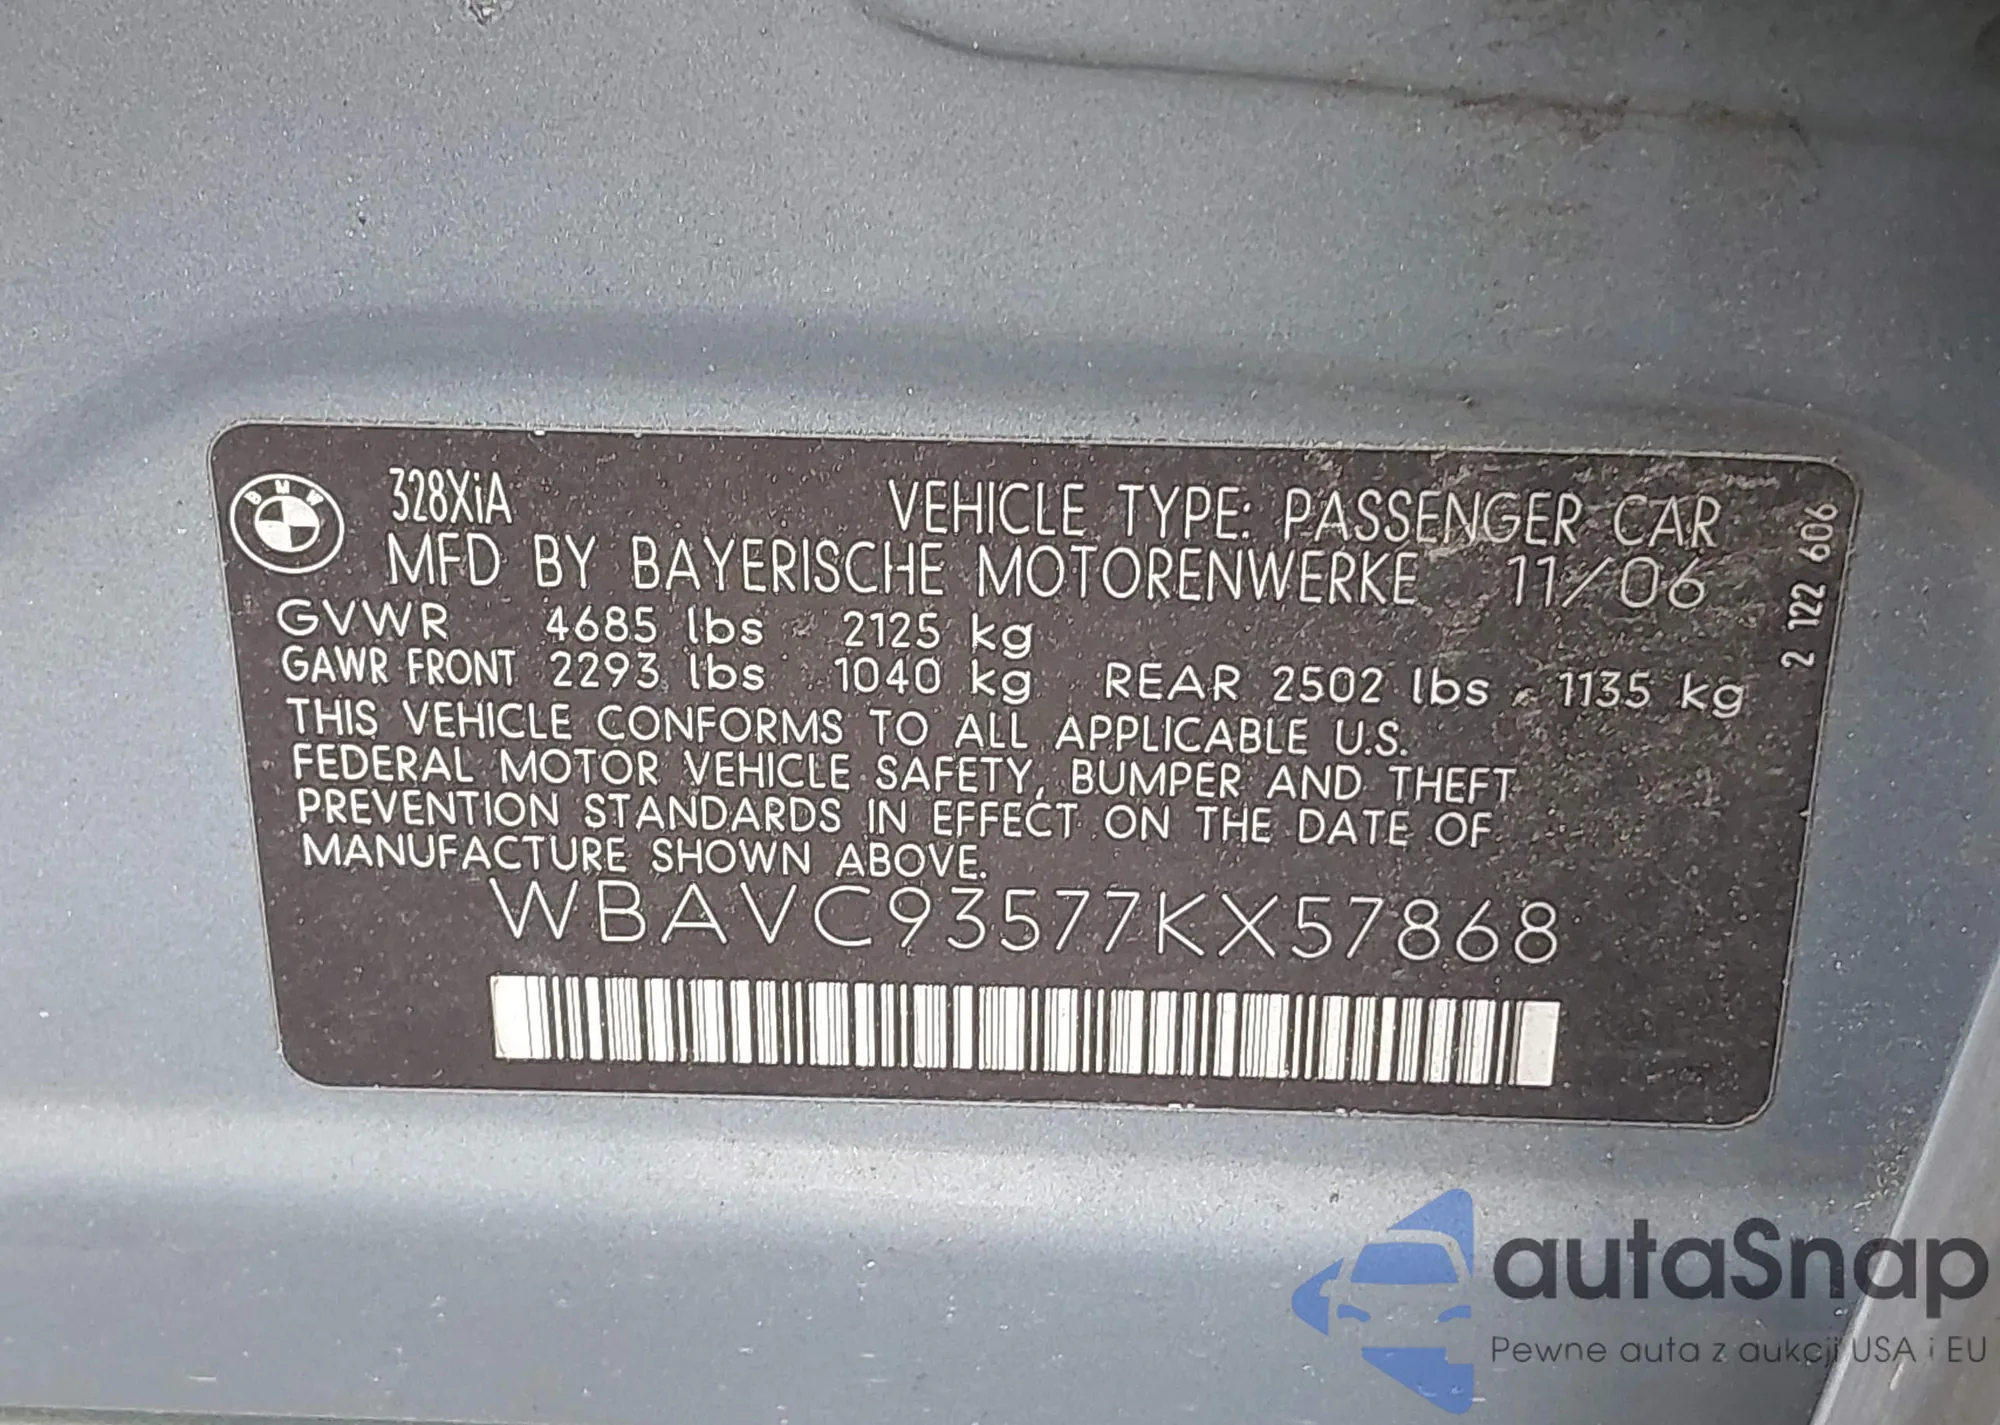 BMW
328XiA
VEHICLE TYPE: PASSENGER CAR
MFD BY BAYERISCHE MOTORENWERKE 11/06
GVWR 4685 lbs 2125 kg
GAWR FRONT 2293 lbs 1040 kg REAR 2502 lbs 1135 kg
THIS VEHICLE CONFORMS TO ALL APPLICABLE U.S.
FEDERAL MOTOR VEHICLE SAFETY, BUMPER AND THEFT
PREVENTION STANDARDS IN EFFECT ON THE DATE OF
MANUFACTURE SHOWN ABOVE.
WBAVC93577KX57868
2 122 606
autaSnap
Pewne auta z aukcji USA i EU